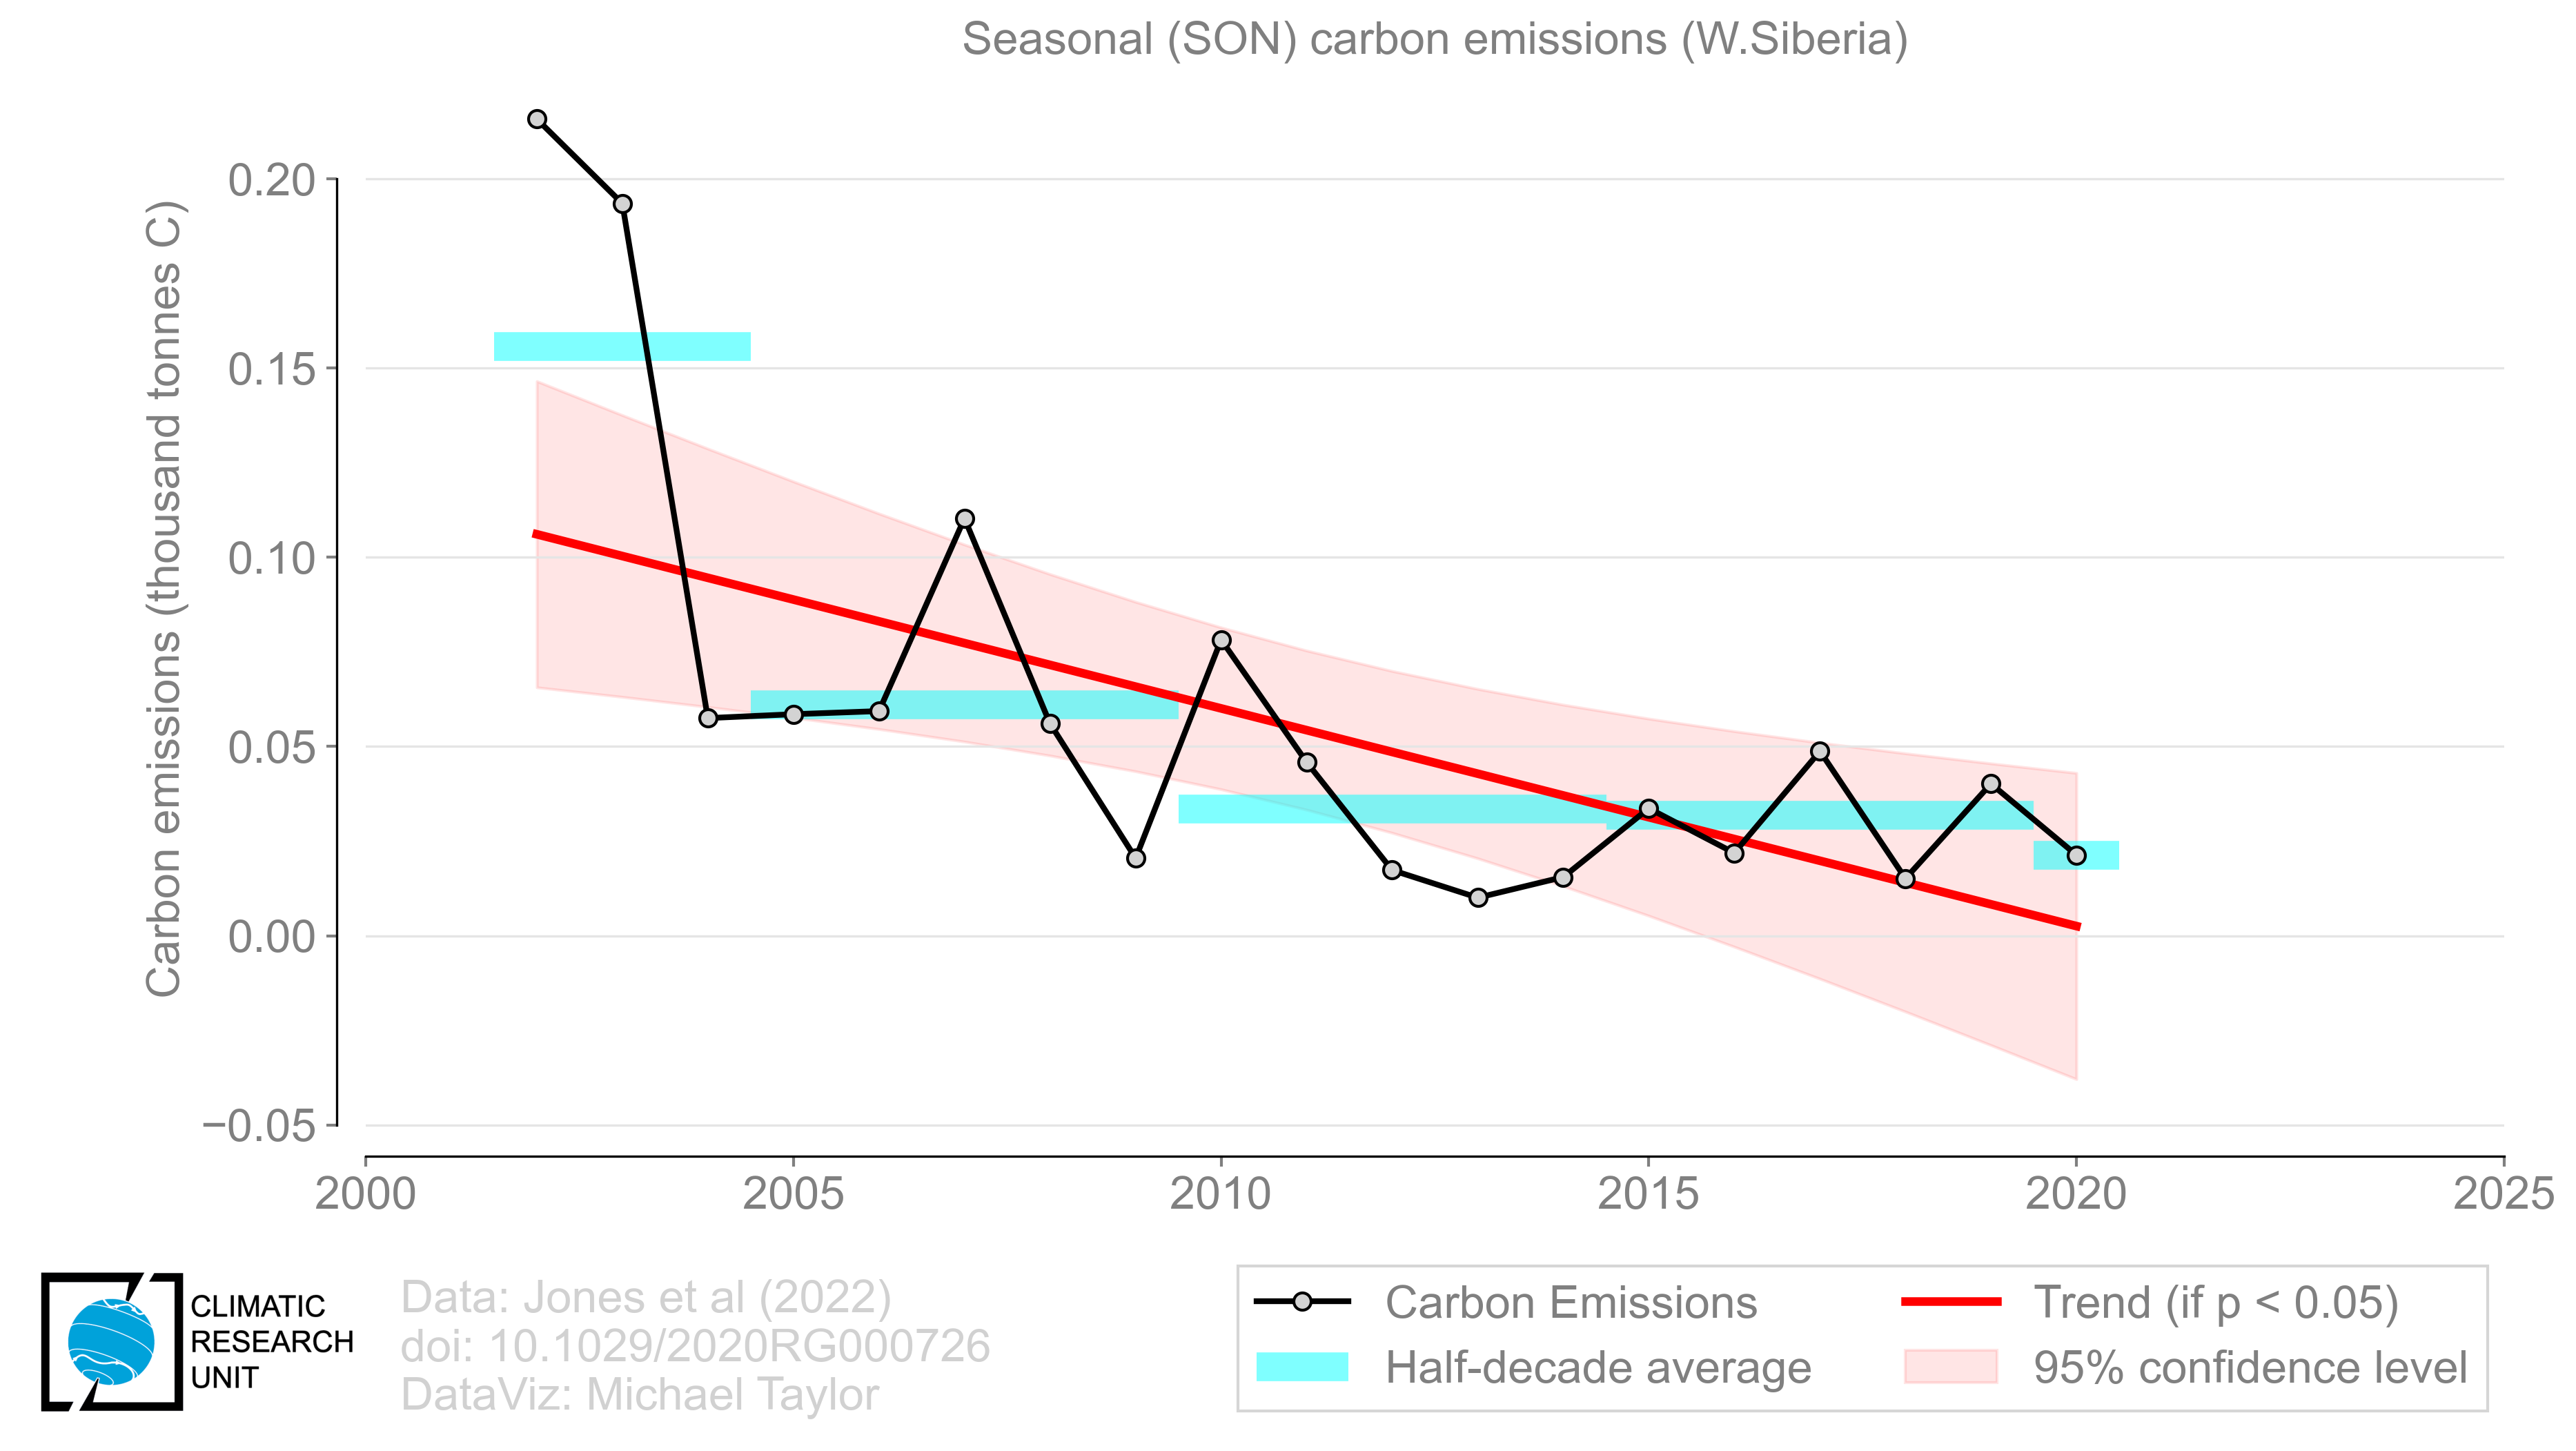 Seasonal (SON) carbon emissions (W.Siberia)
Carbon emissions (thousand tonnes C)
0.20
0.15
0.10
0.05
0.00
−0.05
2000
2005
2010
2015
2020
2025
CLIMATIC
RESEARCH
UNIT
Data: Jones et al (2022)
doi: 10.1029/2020RG000726
DataViz: Michael Taylor
Carbon Emissions
Half-decade average
Trend (if p < 0.05)
95% confidence level